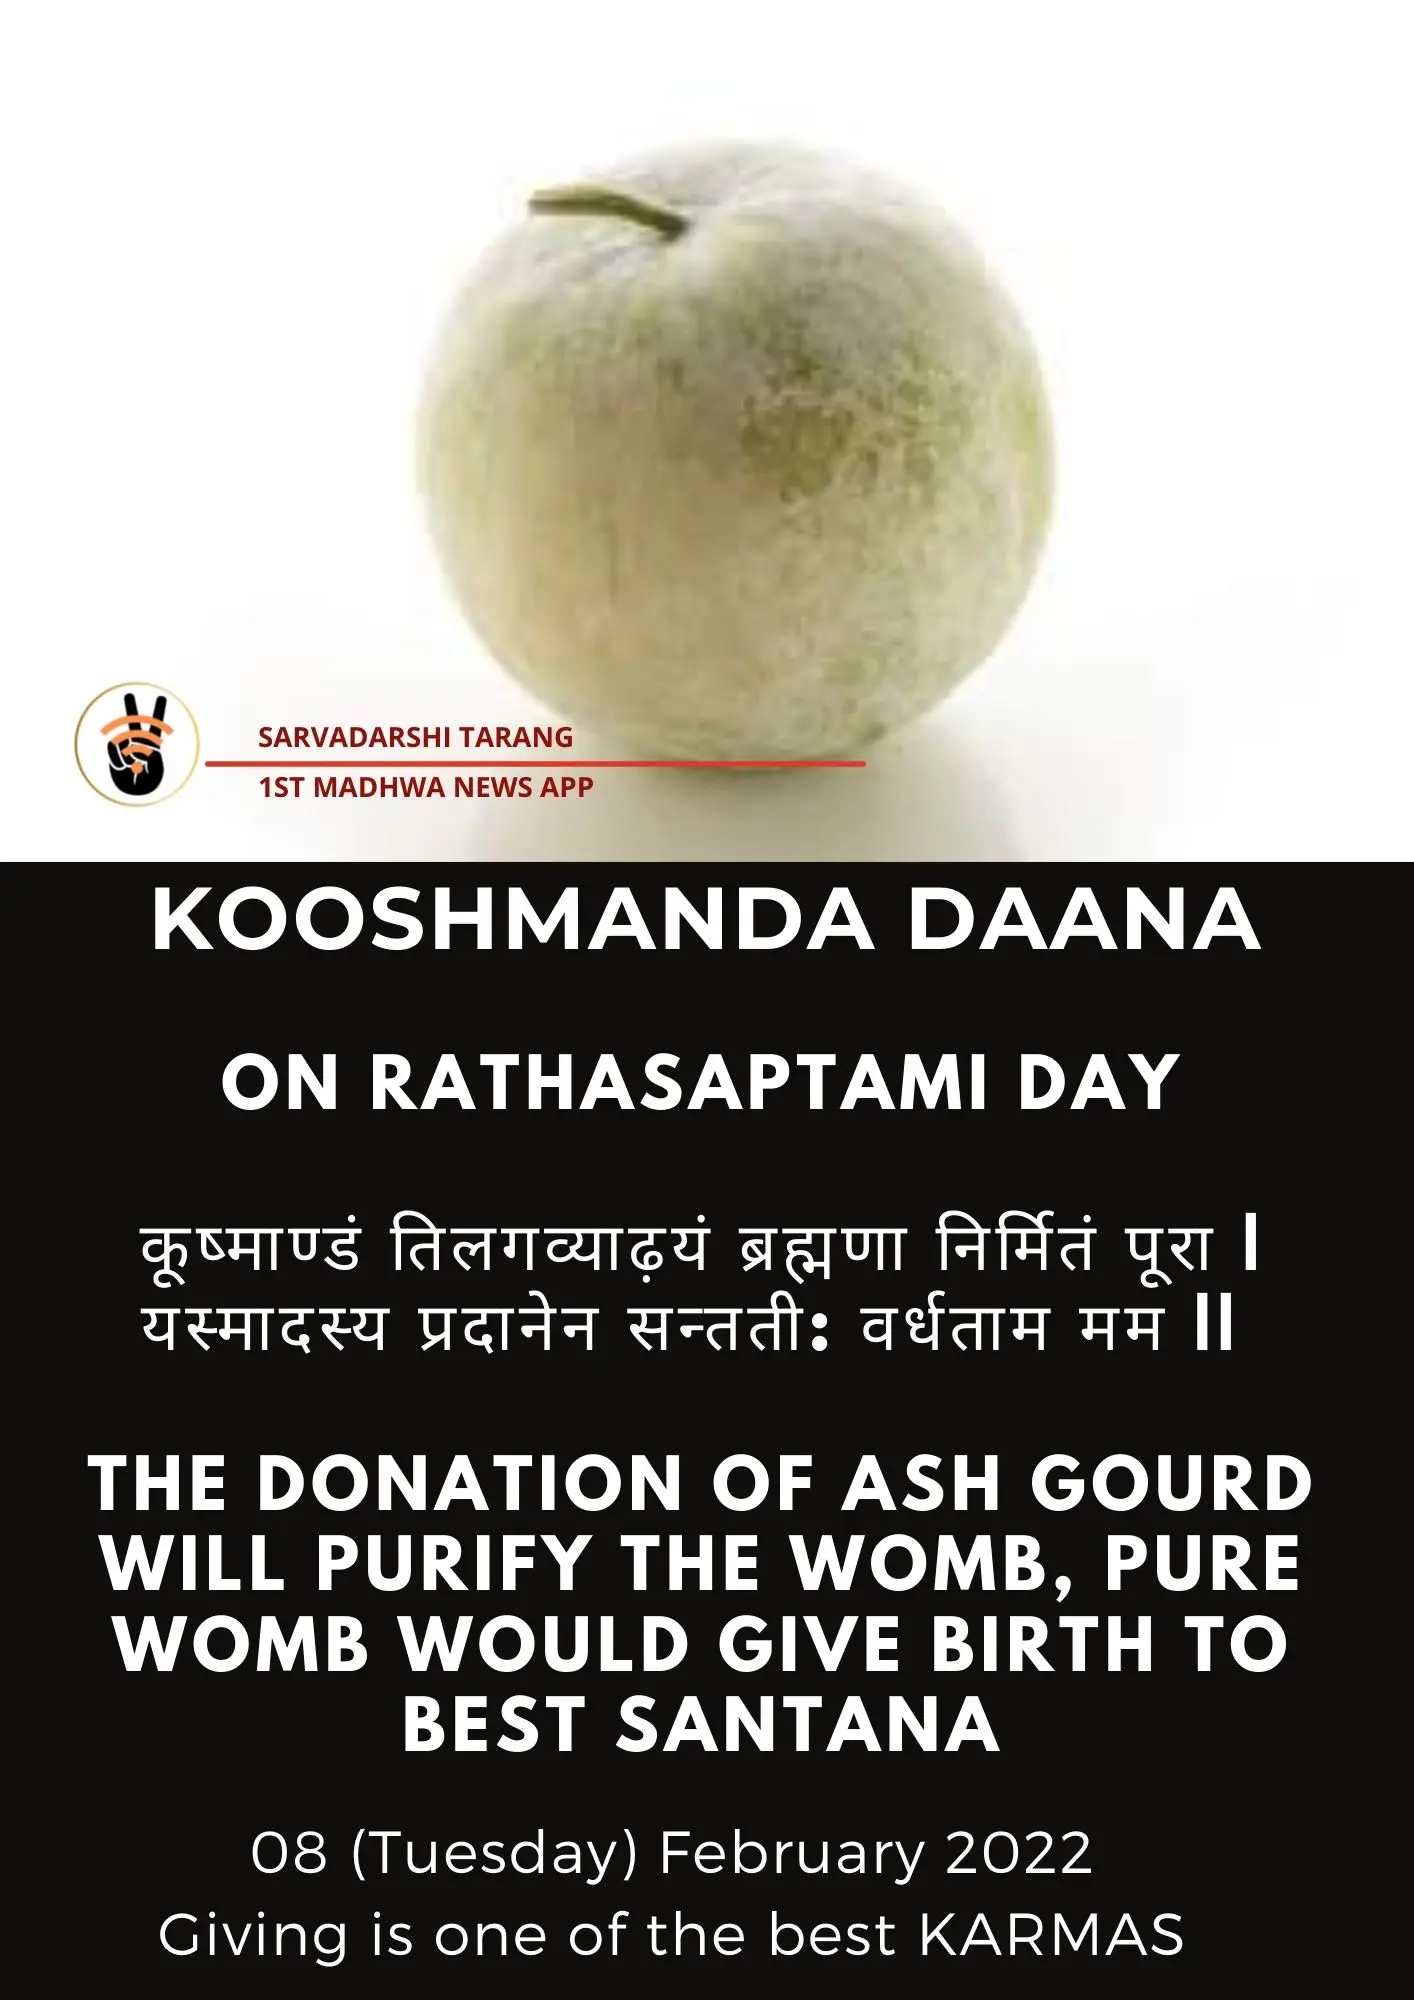 SARVADARSHI TARANG
1ST MADHWA NEWS APP
KOOSHMANDA DAANA
ON RATHASAPTAMI DAY
कूष्माण्डं तिलगव्याढ़यं ब्रह्मणा निर्मितं पूरा ।
यस्मादस्य प्रदानेन सन्तती: वर्धताम मम ॥
THE DONATION OF ASH GOURD
WILL PURIFY THE WOMB, PURE
WOMB WOULD GIVE BIRTH TO
BEST SANTANA
08 (Tuesday) February 2022
Giving is one of the best KARMAS